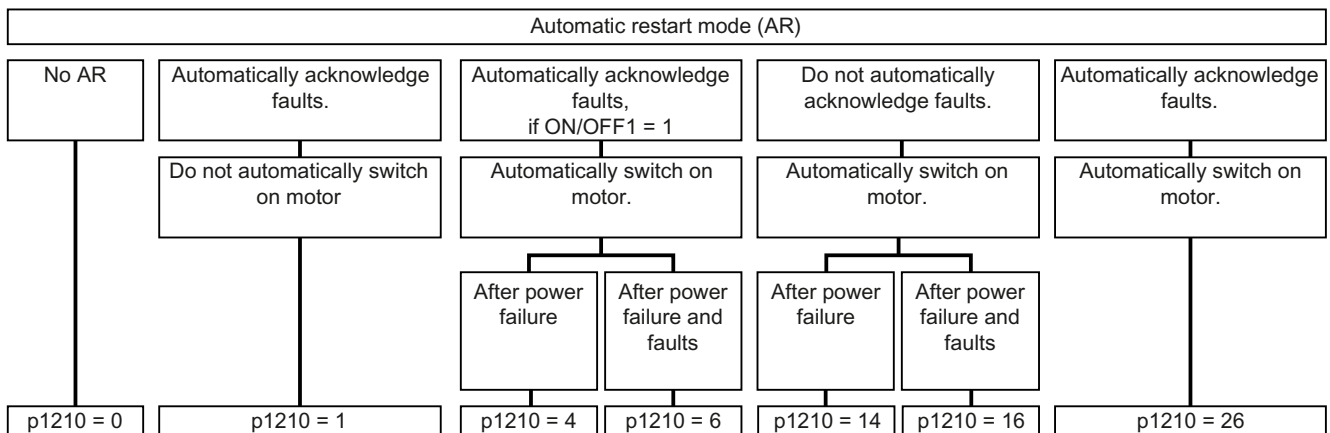 Automatic restart mode (AR)
No AR
Automatically acknowledge
faults.
Automatically acknowledge
faults,
if ON/OFF1 = 1
Do not automatically
acknowledge faults.
Automatically acknowledge
faults.
Do not automatically switch
on motor
Automatically switch on
motor.
Automatically switch on
motor.
Automatically switch on
motor.
After power
failure
After power
failure and
faults
After power
failure
After power
failure and
faults
p1210 = 0
p1210 = 1
p1210 = 4
p1210 = 6
p1210 = 14
p1210 = 16
p1210 = 26